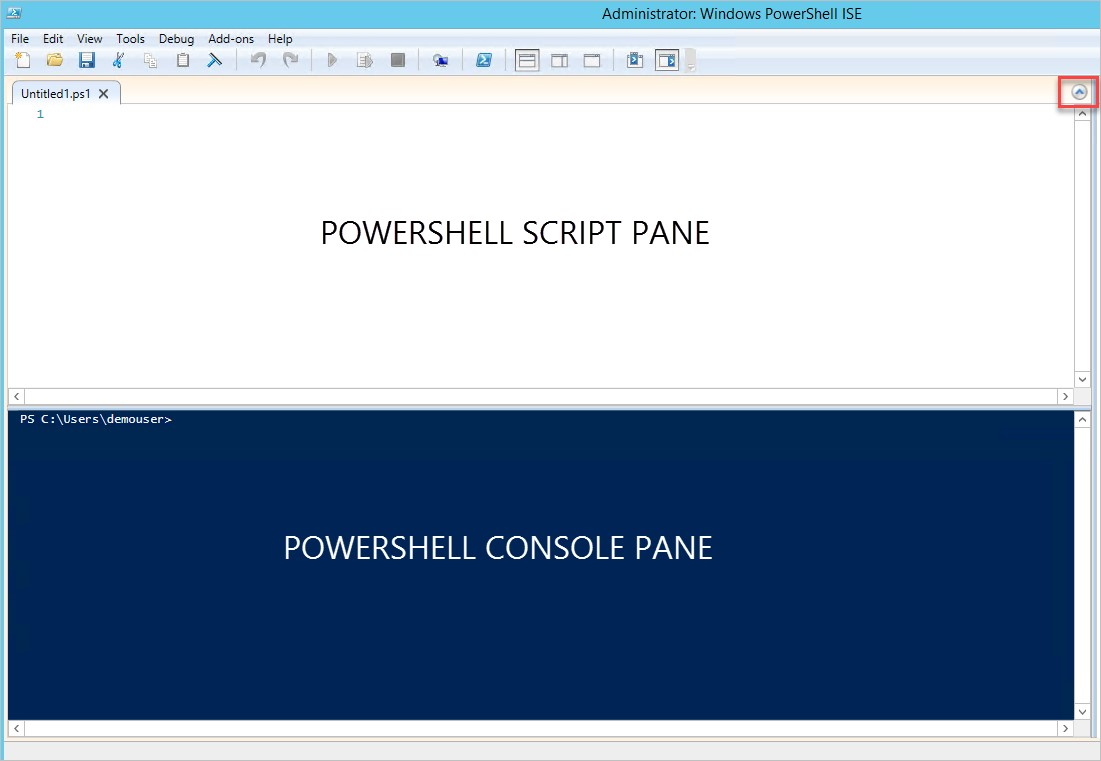 Administrator: Windows PowerShell ISE
File Edit View Tools Debug Add-ons Help
Untitled1.ps1
1
POWERSHELL SCRIPT PANE
PS C:\Users\demouser>
POWERSHELL CONSOLE PANE